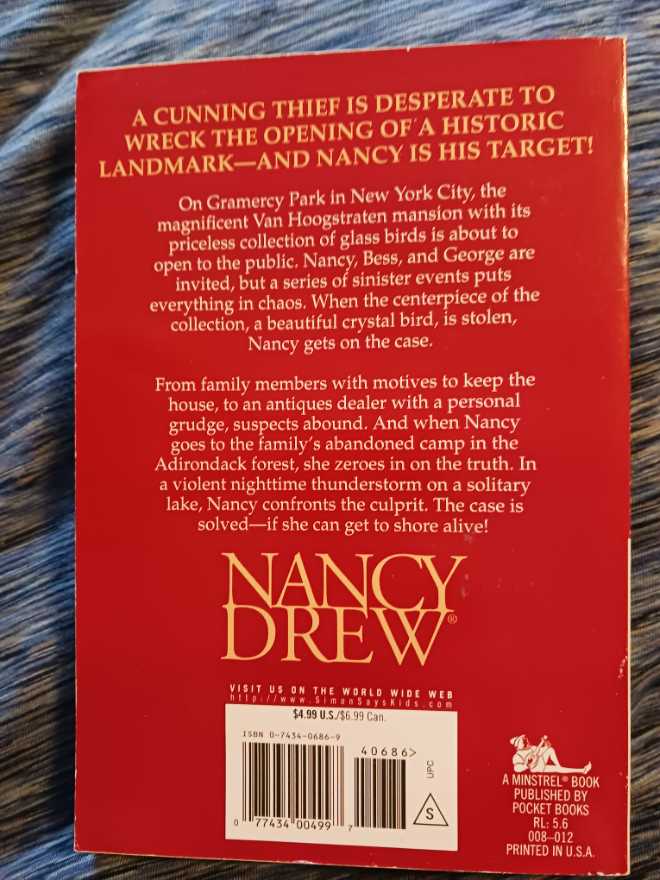 A CUNNING THIEF IS DESPERATE TO
WRECK THE OPENING OF A HISTORIC
LANDMARK—AND NANCY IS HIS TARGET!
On Gramercy Park in New York City, the
magnificent Van Hoogstraten mansion with its
priceless collection of glass birds is about to
open to the public. Nancy, Bess, and George are
invited, but a series of sinister events puts
everything in chaos. When the centerpiece of the
collection, a beautiful crystal bird, is stolen,
Nancy gets on the case.
From family members with motives to keep the
house, to an antiques dealer with a personal
grudge, suspects abound. And when Nancy
goes to the family's abandoned camp in the
Adirondack forest, she zeroes in on the truth. In
a violent nighttime thunderstorm on a solitary
lake, Nancy confronts the culprit. The case is
solved—if she can get to shore alive!
NANCY
DREW®
VISIT US ON THE WORLD WIDE WEB
http://www.SimonSaysKids.com
$4.99 U.S./$6.99 Can.
ISBN 0-7434-0686-9
40686>
UPC
S
0 77434 00499 7
A MINSTREL® BOOK
PUBLISHED BY
POCKET BOOKS
RL: 5.6
008–012
PRINTED IN U.S.A.